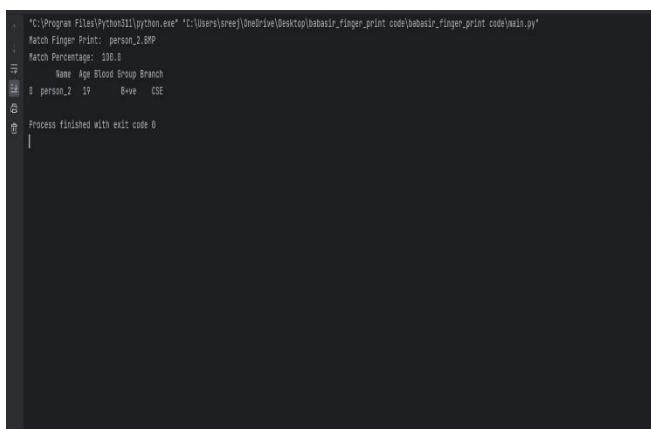 "C:\Program Files\Python311\python.exe" "C:\Users\sreej\OneDrive\Desktop\babasir_finger_print code\babasir_finger_print code\main.py"
Match Finger Print:  person_2.BMP
Match Percentage:  100.0
Name  Age Blood Group Branch
0  person_2   19        B+ve    CSE
Process finished with exit code 0